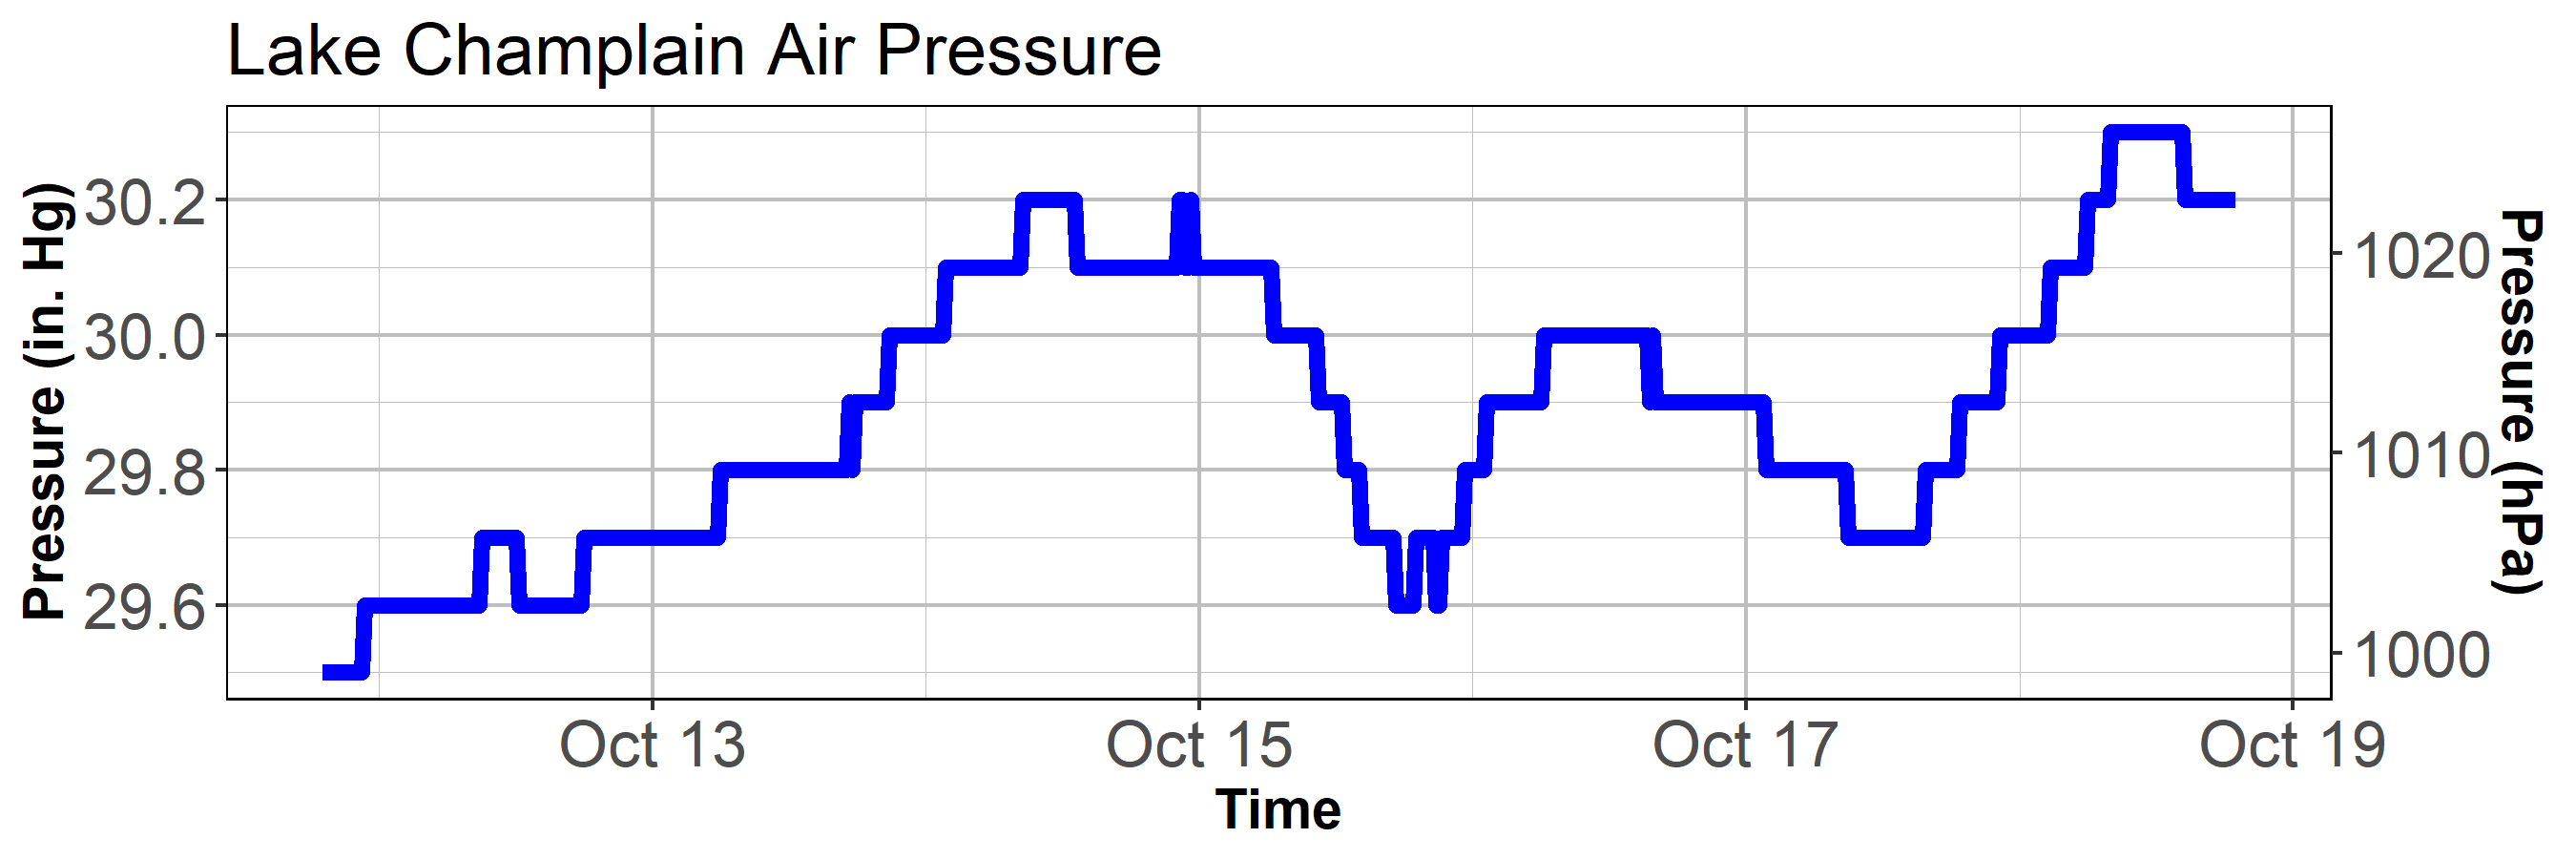 Lake Champlain Air Pressure
Pressure (in. Hg)
30.2
30.0
29.8
29.6
1020
1010
1000
Pressure (hPa)
Oct 13 Oct 15 Oct 17 Oct 19
Time